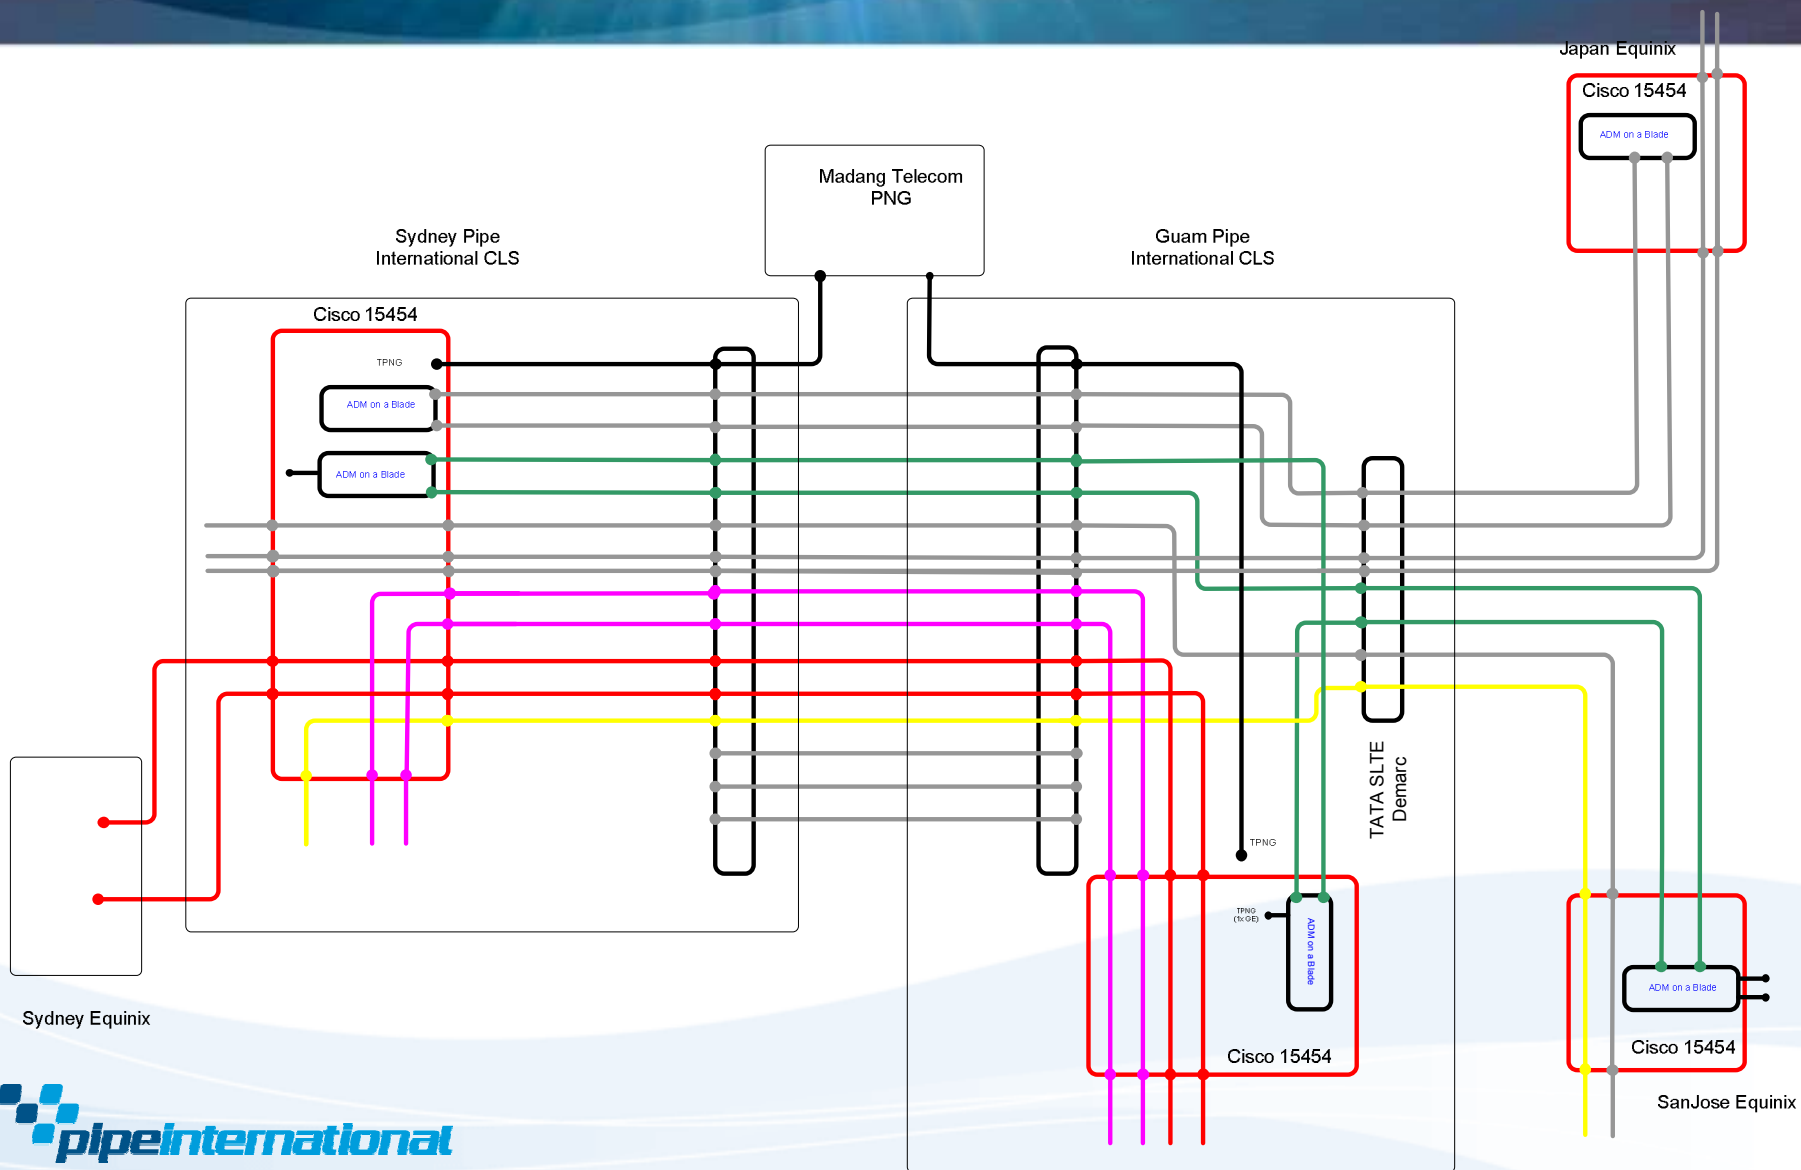 Japan Equinix
Cisco 15454
ADM on a Blade
Madang Telecom
PNG
Sydney Pipe
International CLS
Guam Pipe
International CLS
Cisco 15454
TPNG
ADM on a Blade
ADM on a Blade
TATA SLTE
Demarc
TPNG
TPNG
(1x GE)
ADM on a Blade
Cisco 15454
ADM on a Blade
Cisco 15454
SanJose Equinix
Sydney Equinix
pipeinternational